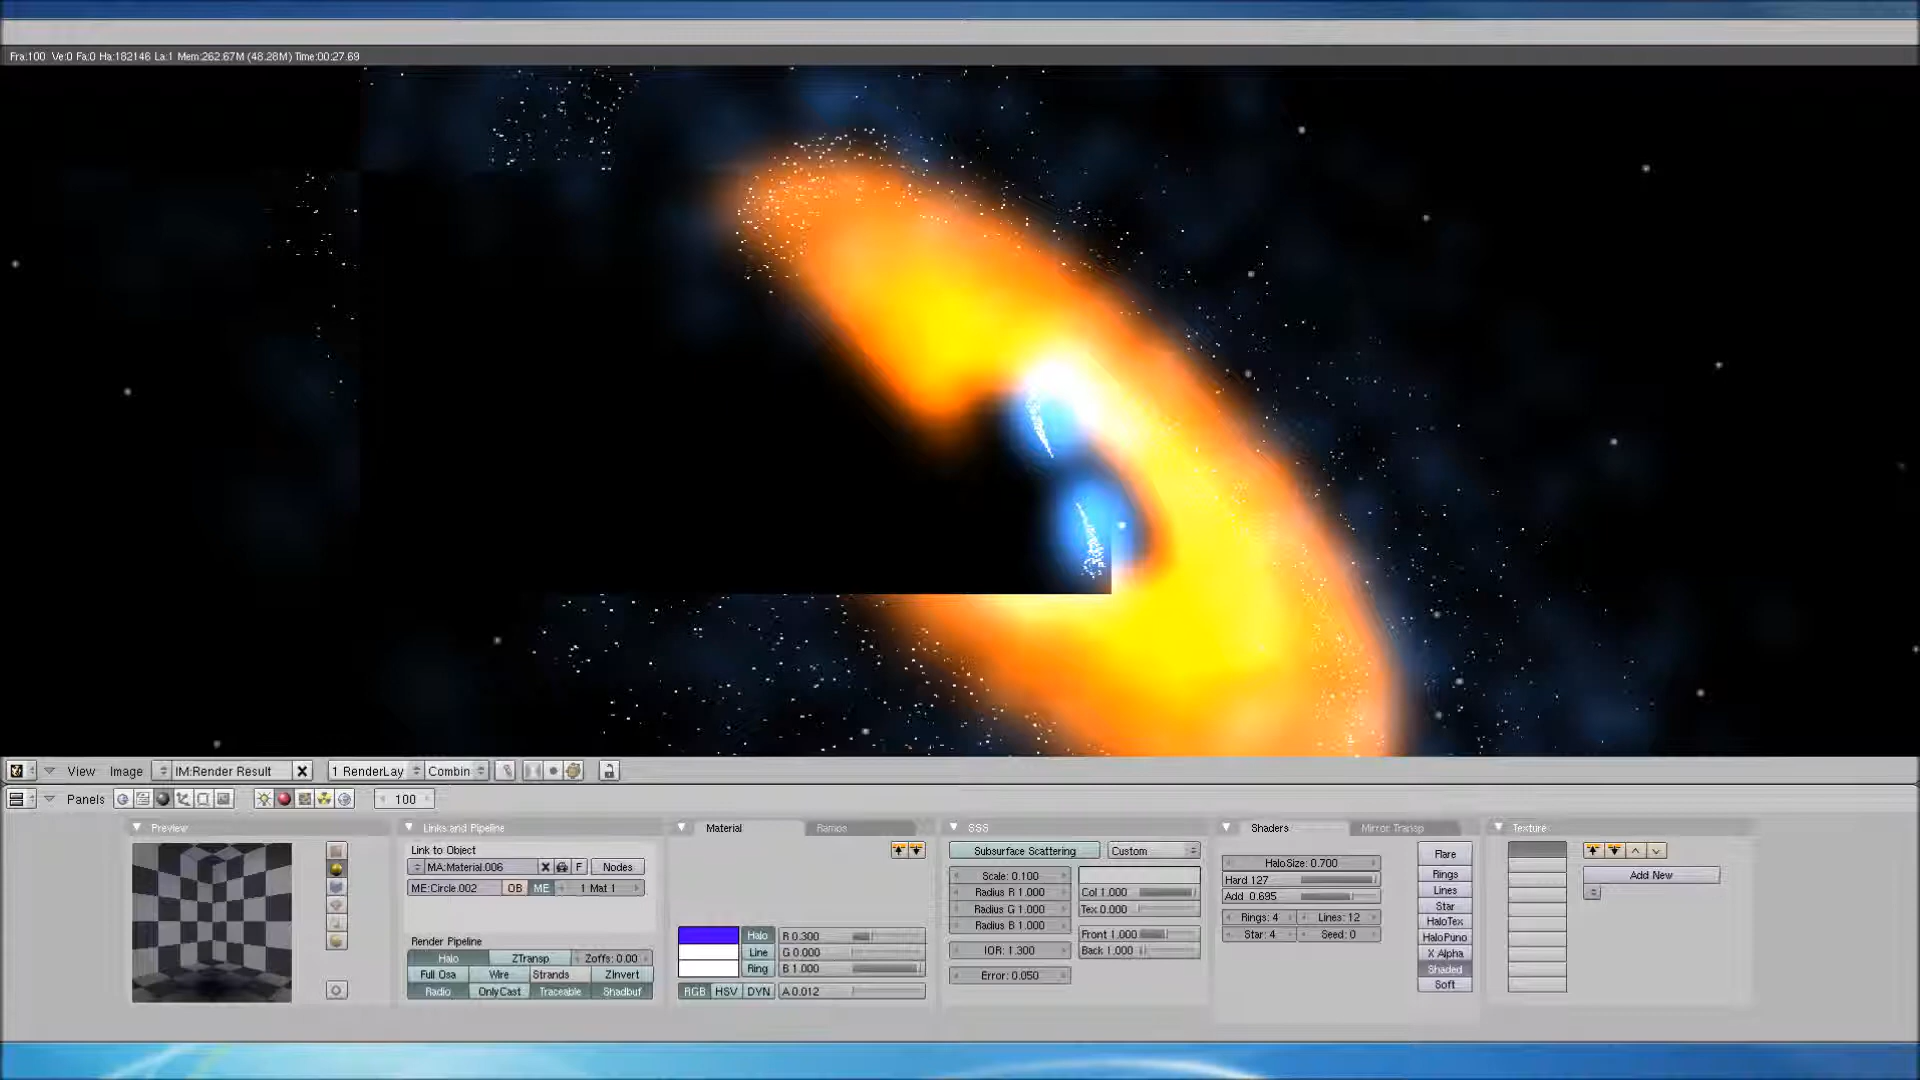 Fra:100 Ve:0 Fa:0 Ha:182146 La:1 Mem:262.67M (48.28M) Time:00:27.69
View Image IM:Render Result 1 RenderLay Combin
Panels 100
Preview
Links and Pipeline
Link to Object
MA:Material.006 F Nodes
ME:Circle.002 OB ME 1 Mat 1
Render Pipeline
Halo ZTransp Zoffs: 0.00
Full Osa Wire Strands ZInvert
Radio OnlyCast Traceable Shadbuf
Material Ramps
Halo R 0.300
Line G 0.000
Ring B 1.000
RGB HSV DYN A 0.012
SSS
Subsurface Scattering Custom
Scale: 0.100
Radius R 1.000 Col 1.000
Radius G 1.000 Tex 0.000
Radius B 1.000 Front 1.000
IOR: 1.300 Back 1.000
Error: 0.050
Shaders Mirror Transp
HaloSize: 0.700
Hard 127
Add 0.695
Rings: 4 Lines: 12
Star: 4 Seed: 0
Flare
Rings
Lines
Star
HaloTex
HaloPuno
X Alpha
Shaded
Soft
Texture
Add New